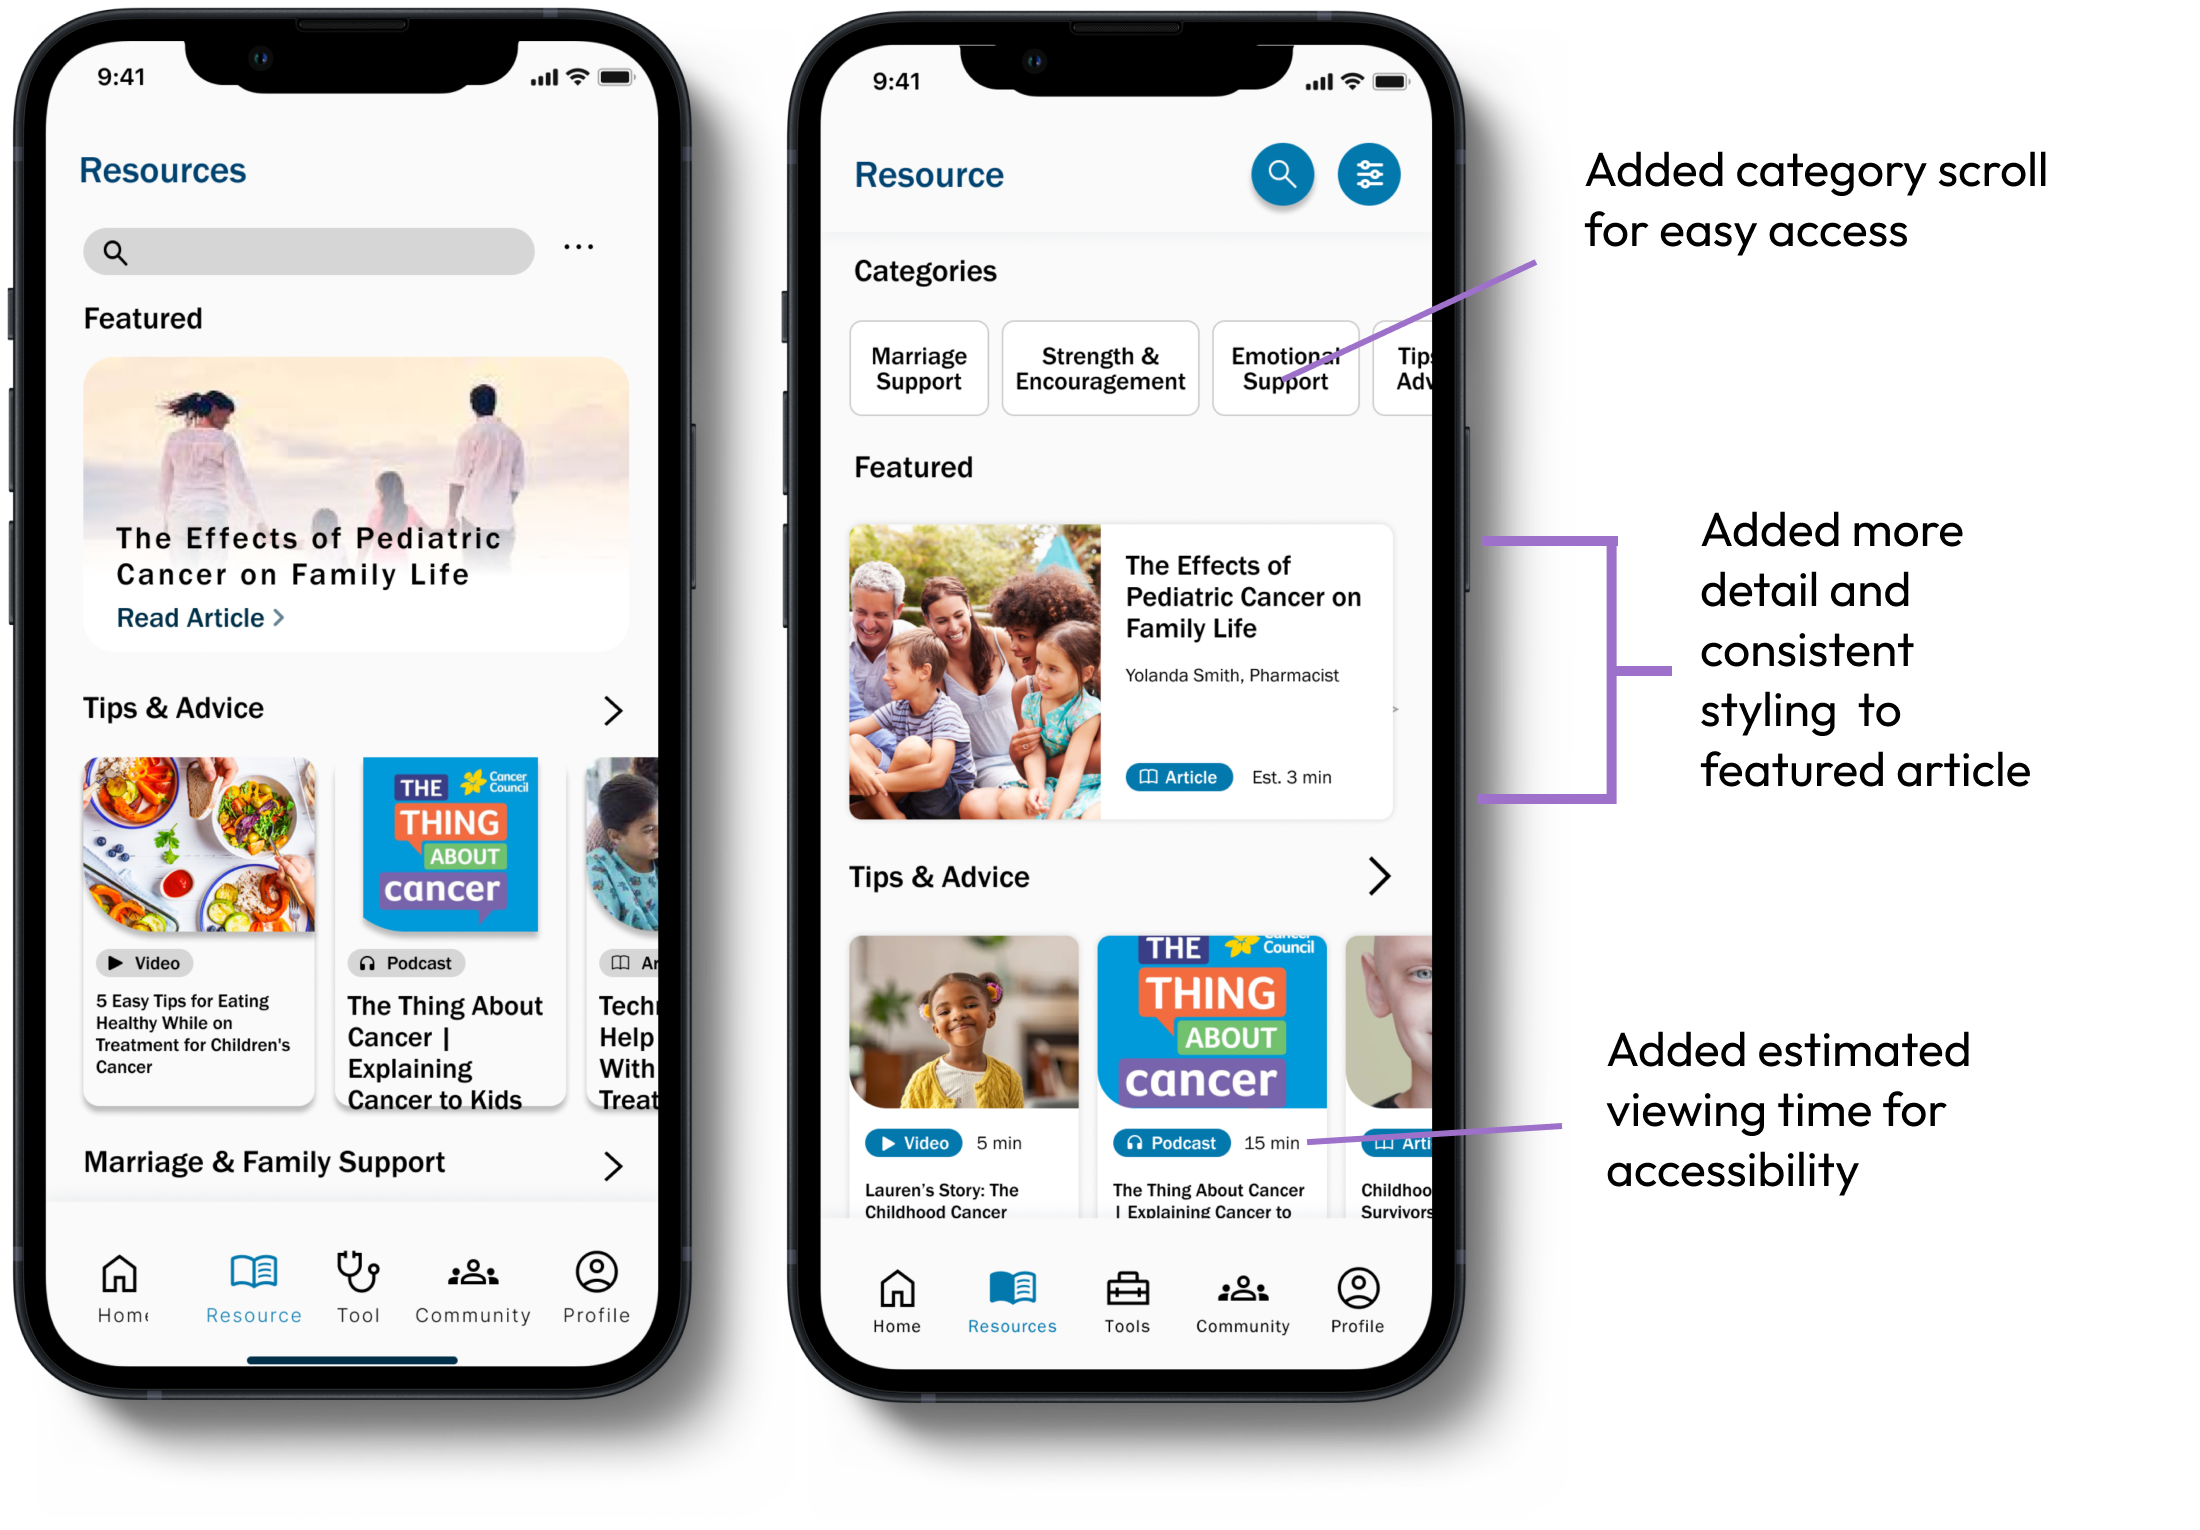 9:41
Resources
Featured
The Effects of Pediatric
Cancer on Family Life
Read Article
Tips & Advice
THE
THING
ABOUT
cancer
Cancer
Council
Video
5 Easy Tips for Eating
Healthy While on
Treatment for Children's
Cancer
Podcast
The Thing About
Cancer |
Explaining
Cancer to Kids
Ar
Tech
Help
With
Treat
Marriage & Family Support
Home
Resource
Tool
Community
Profile
9:41
Resource
Categories
Marriage
Support
Strength &
Encouragement
Emotional
Support
Tips
Adv
Featured
The Effects of
Pediatric Cancer on
Family Life
Yolanda Smith, Pharmacist
Article
Est. 3 min
Tips & Advice
THE
THING
ABOUT
cancer
Cancer
Council
Video
5 min
Lauren's Story: The
Childhood Cancer
Podcast
15 min
The Thing About Cancer
| Explaining Cancer to
Arti
Childhoo
Survivors
Home
Resources
Tools
Community
Profile
Added category scroll
for easy access
Added more
detail and
consistent
styling to
featured article
Added estimated
viewing time for
accessibility